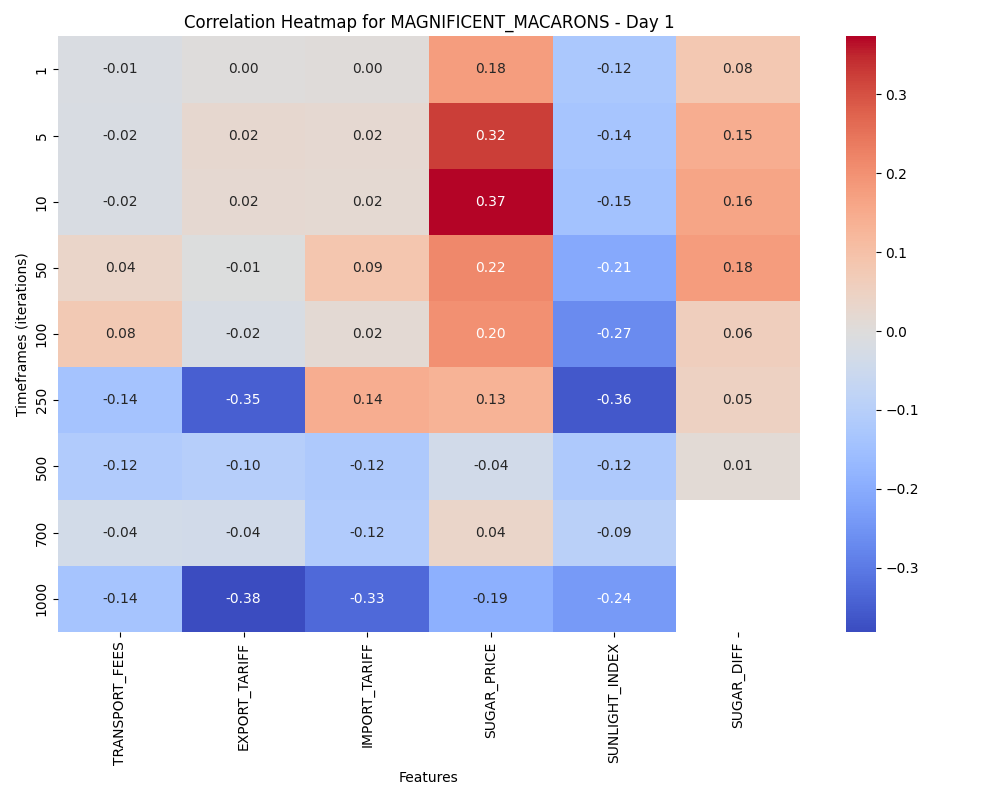 Correlation Heatmap for MAGNIFICENT_MACARONS - Day 1
Timeframes (iterations)
1 -0.01 0.00 0.00 0.18 -0.12 0.08
5 -0.02 0.02 0.02 0.32 -0.14 0.15
10 -0.02 0.02 0.02 0.37 -0.15 0.16
50 0.04 -0.01 0.09 0.22 -0.21 0.18
100 0.08 -0.02 0.02 0.20 -0.27 0.06
250 -0.14 -0.35 0.14 0.13 -0.36 0.05
500 -0.12 -0.10 -0.12 -0.04 -0.12 0.01
700 -0.04 -0.04 -0.12 0.04 -0.09
1000 -0.14 -0.38 -0.33 -0.19 -0.24
TRANSPORT_FEES
EXPORT_TARIFF
IMPORT_TARIFF
SUGAR_PRICE
SUNLIGHT_INDEX
SUGAR_DIFF
Features
0.3
0.2
0.1
0.0
−0.1
−0.2
−0.3